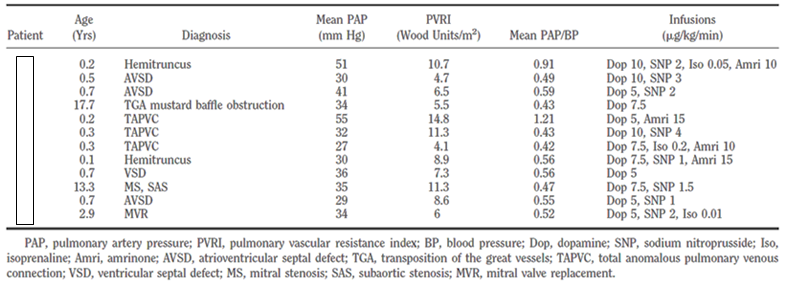 Age Mean PAP PVRI Infusions
Patient (Yrs) Diagnosis (mm Hg) (Wood Units/m²) Mean PAP/BP (μg/kg/min)
0.2 Hemitruncus 51 10.7 0.91 Dop 10, SNP 2, Iso 0.05, Amri 10
0.5 AVSD 30 4.7 0.49 Dop 10, SNP 3
0.7 AVSD 41 6.5 0.59 Dop 5, SNP 2
17.7 TGA mustard baffle obstruction 34 5.5 0.43 Dop 7.5
0.2 TAPVC 55 14.8 1.21 Dop 5, Amri 15
0.3 TAPVC 32 11.3 0.43 Dop 10, SNP 4
0.3 TAPVC 27 4.1 0.42 Dop 7.5, Iso 0.2, Amri 10
0.1 Hemitruncus 30 8.9 0.56 Dop 7.5, SNP 1, Amri 15
0.7 VSD 36 7.3 0.56 Dop 5
13.3 MS, SAS 35 11.3 0.47 Dop 7.5, SNP 1.5
0.7 AVSD 29 8.6 0.55 Dop 5, SNP 1
2.9 MVR 34 6 0.52 Dop 5, SNP 2, Iso 0.01
PAP, pulmonary artery pressure; PVRI, pulmonary vascular resistance index; BP, blood pressure; Dop, dopamine; SNP, sodium nitroprusside; Iso,
isoprenaline; Amri, amrinone; AVSD, atrioventricular septal defect; TGA, transposition of the great vessels; TAPVC, total anomalous pulmonary venous
connection; VSD, ventricular septal defect; MS, mitral stenosis; SAS, subaortic stenosis; MVR, mitral valve replacement.